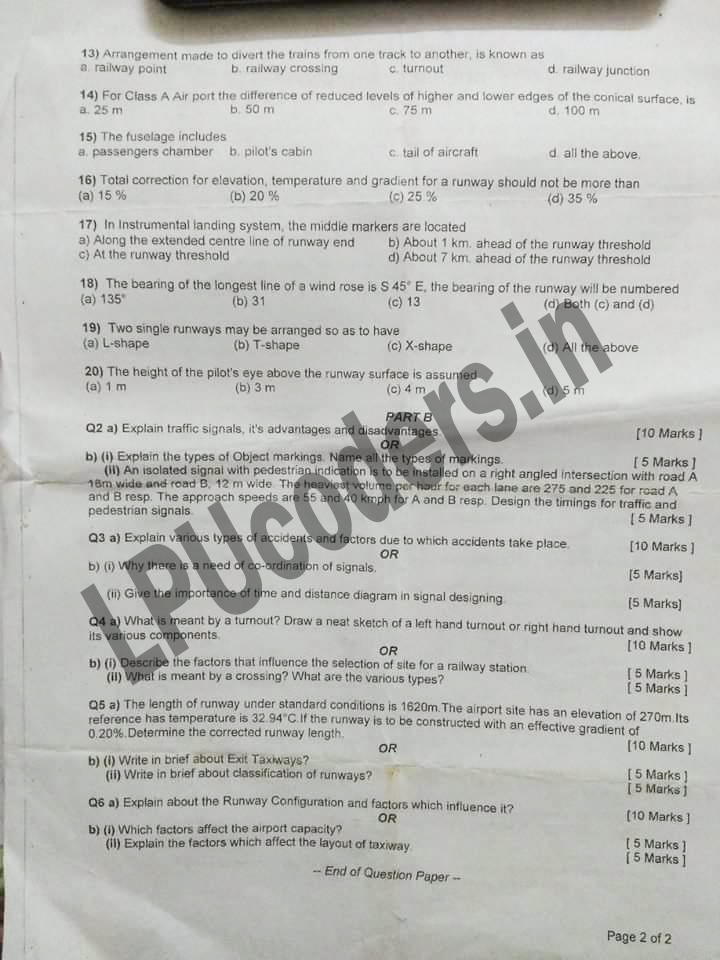 13) Arrangement made to divert the trains from one track to another, is known as
a. railway point b. railway crossing c. turnout d. railway junction
14) For Class A Air port the difference of reduced levels of higher and lower edges of the conical surface, is
a. 25 m b. 50 m c. 75 m d. 100 m
15) The fuselage includes
a. passengers chamber b. pilot's cabin c. tail of aircraft d. all the above.
16) Total correction for elevation, temperature and gradient for a runway should not be more than
(a) 15 % (b) 20 % (c) 25 % (d) 35 %
17) In Instrumental landing system, the middle markers are located
a) Along the extended centre line of runway end b) About 1 km. ahead of the runway threshold
c) At the runway threshold d) About 7 km. ahead of the runway threshold
18) The bearing of the longest line of a wind rose is S 45° E, the bearing of the runway will be numbered
(a) 135° (b) 31 (c) 13 (d) Both (c) and (d)
19) Two single runways may be arranged so as to have
(a) L-shape (b) T-shape (c) X-shape (d) All the above
20) The height of the pilot's eye above the runway surface is assumed
(a) 1 m (b) 3 m (c) 4 m (d) 5 m
PART B
Q2 a) Explain traffic signals, it's advantages and disadvantages. [10 Marks ]
OR
b) (i) Explain the types of Object markings. Name all the types of markings. [ 5 Marks ]
(ii) An isolated signal with pedestrian indication is to be installed on a right angled intersection with road A
18m wide and road B, 12 m wide. The heaviest volume per hour for each lane are 275 and 225 for road A
and B resp. The approach speeds are 55 and 40 kmph for A and B resp. Design the timings for traffic and
pedestrian signals. [ 5 Marks ]
Q3 a) Explain various types of accidents and factors due to which accidents take place. [10 Marks ]
OR
b) (i) Why there is a need of co-ordination of signals. [5 Marks]
(ii) Give the importance of time and distance diagram in signal designing. [5 Marks]
Q4 a) What is meant by a turnout? Draw a neat sketch of a left hand turnout or right hand turnout and show
its various components. [10 Marks ]
OR
b) (i) Describe the factors that influence the selection of site for a railway station. [ 5 Marks ]
(ii) What is meant by a crossing? What are the various types? [ 5 Marks ]
Q5 a) The length of runway under standard conditions is 1620m.The airport site has an elevation of 270m.Its
reference has temperature is 32.94°C.If the runway is to be constructed with an effective gradient of
0.20%.Determine the corrected runway length. [10 Marks ]
OR
b) (i) Write in brief about Exit Taxiways? [ 5 Marks ]
(ii) Write in brief about classification of runways? [ 5 Marks ]
Q6 a) Explain about the Runway Configuration and factors which influence it? [10 Marks ]
OR
b) (i) Which factors affect the airport capacity? [ 5 Marks ]
(ii) Explain the factors which affect the layout of taxiway. [ 5 Marks ]
-- End of Question Paper --
Page 2 of 2
LPUcoders.in